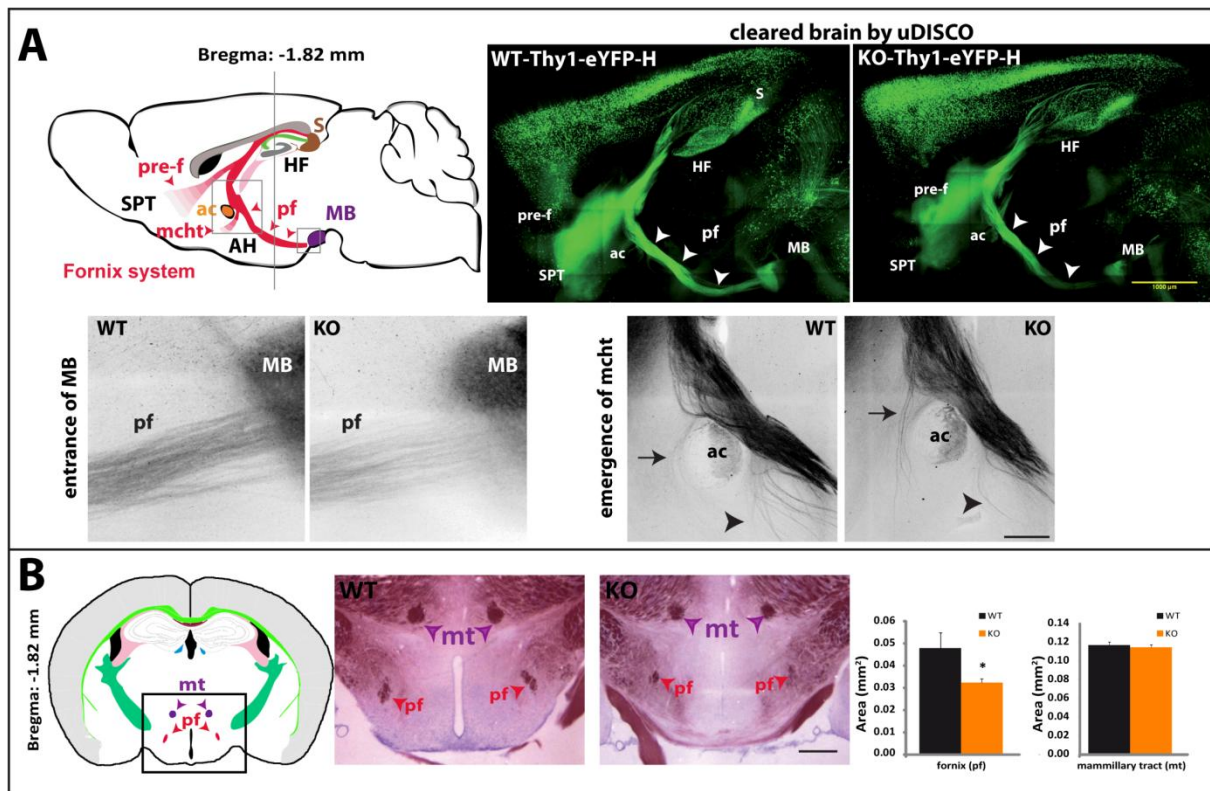 A
Bregma: -1.82 mm
S
HF
pre-f
SPT
ac
pf
MB
mcht
AH
Fornix system
cleared brain by uDISCO
WT-Thy1-eYFP-H
S
HF
pre-f
pf
ac
MB
SPT
KO-Thy1-eYFP-H
HF
pre-f
pf
ac
MB
SPT
1000 µm
entrance of MB
WT
MB
pf
KO
MB
pf
emergence of mcht
WT
ac
KO
ac
B
Bregma: -1.82 mm
mt
pf
WT
mt
pf
pf
KO
mt
pf
pf
WT
KO
Area (mm²)
0.06
0.05
0.04
0.03
0.02
0.01
0.00
*
fornix (pf)
WT
KO
Area (mm²)
0.14
0.12
0.10
0.08
0.06
0.04
0.02
0.00
mammillary tract (mt)